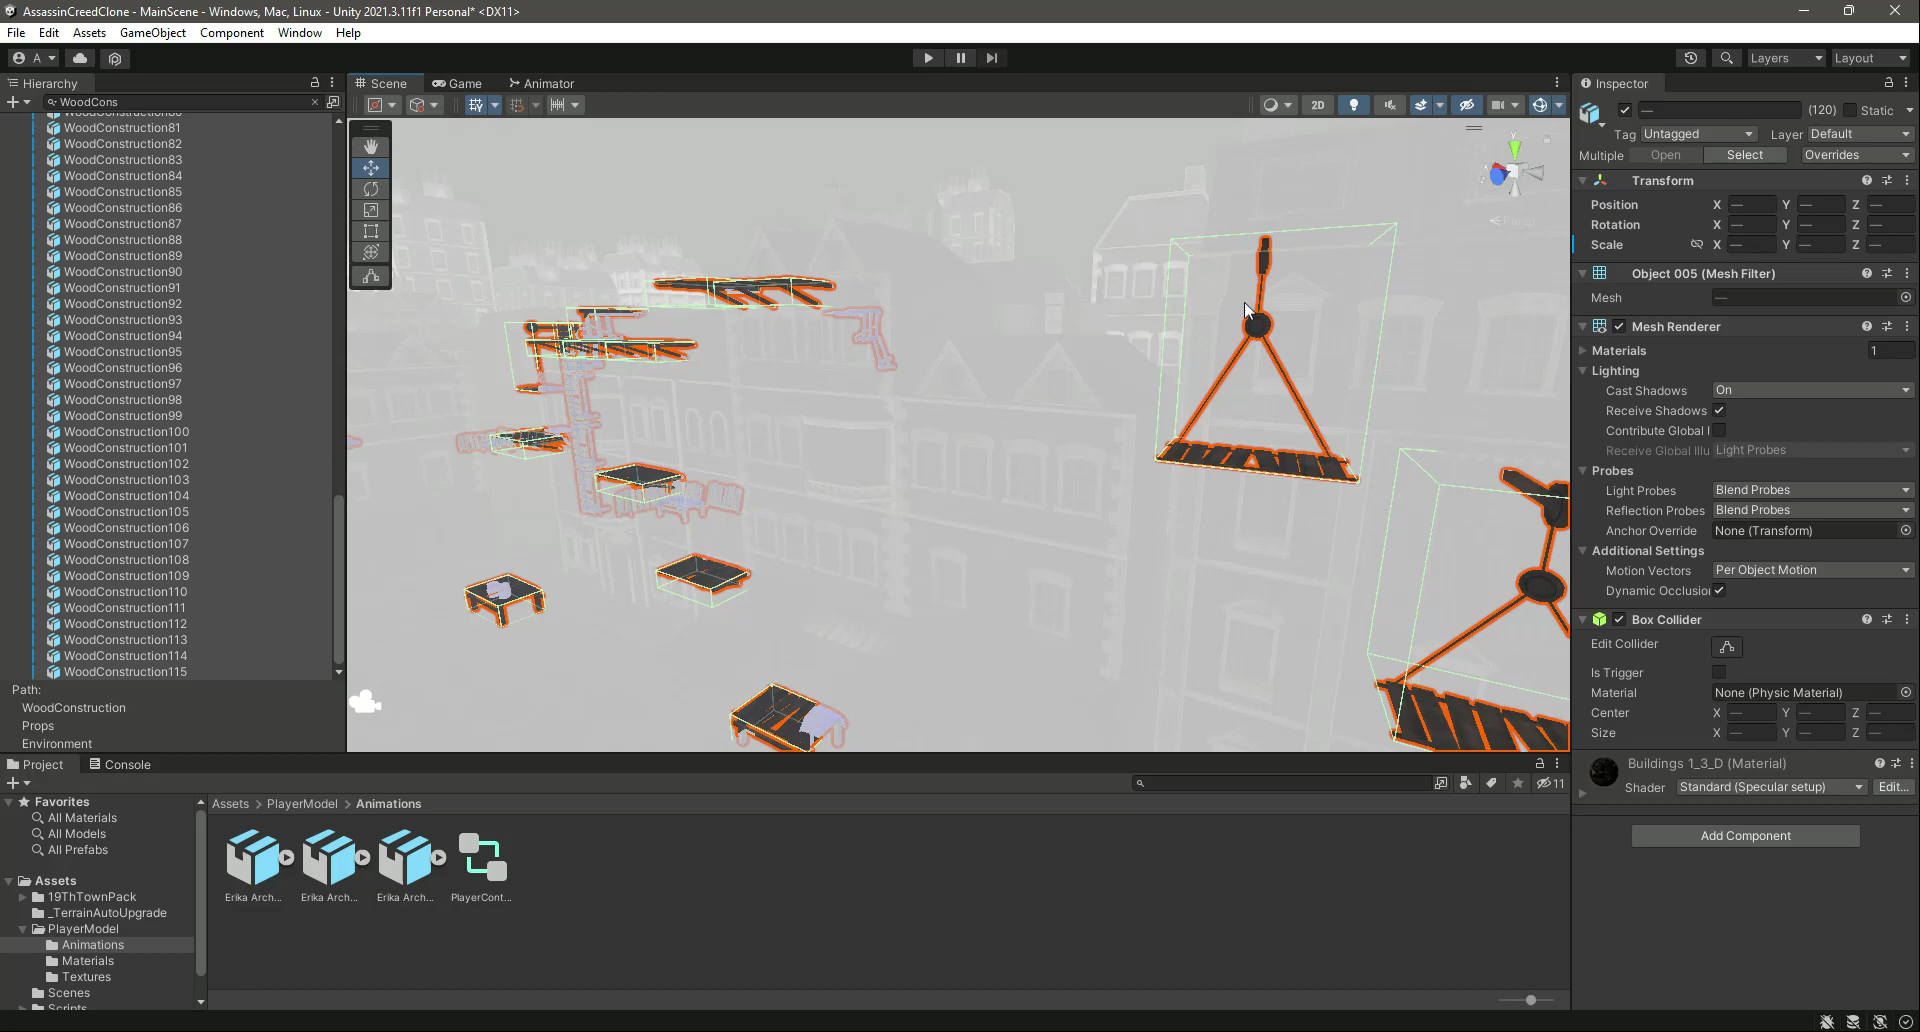 AssassinCreedClone - MainScene - Windows, Mac, Linux - Unity 2021.3.11f1 Personal* <DX11>
File Edit Assets GameObject Component Window Help
A
Layers
Layout
Hierarchy
Scene
Game
Animator
Inspector
WoodCons
2D
(120)
Static
Tag Untagged
Layer Default
Multiple Open Select Overrides
WoodConstruction81
WoodConstruction82
WoodConstruction83
WoodConstruction84
WoodConstruction85
WoodConstruction86
WoodConstruction87
WoodConstruction88
WoodConstruction89
WoodConstruction90
WoodConstruction91
WoodConstruction92
WoodConstruction93
WoodConstruction94
WoodConstruction95
WoodConstruction96
WoodConstruction97
WoodConstruction98
WoodConstruction99
WoodConstruction100
WoodConstruction101
WoodConstruction102
WoodConstruction103
WoodConstruction104
WoodConstruction105
WoodConstruction106
WoodConstruction107
WoodConstruction108
WoodConstruction109
WoodConstruction110
WoodConstruction111
WoodConstruction112
WoodConstruction113
WoodConstruction114
WoodConstruction115
Path:
WoodConstruction
Props
Environment
y
Persp
Transform
Position X — Y — Z —
Rotation X — Y — Z —
Scale X — Y — Z —
Object 005 (Mesh Filter)
Mesh —
Mesh Renderer
Materials 1
Lighting
Cast Shadows On
Receive Shadows
Contribute Global I
Receive Global Illu Light Probes
Probes
Light Probes Blend Probes
Reflection Probes Blend Probes
Anchor Override None (Transform)
Additional Settings
Motion Vectors Per Object Motion
Dynamic Occlusion
Box Collider
Edit Collider
Is Trigger
Material None (Physic Material)
Center X — Y — Z —
Size X — Y — Z —
Buildings 1_3_D (Material)
Shader Standard (Specular setup) Edit...
Add Component
Project
Console
11
Favorites
All Materials
All Models
All Prefabs
Assets
19ThTownPack
_TerrainAutoUpgrade
PlayerModel
Animations
Materials
Textures
Scenes
Scripts
Assets > PlayerModel > Animations
Erika Arch... Erika Arch... Erika Arch... PlayerCont...